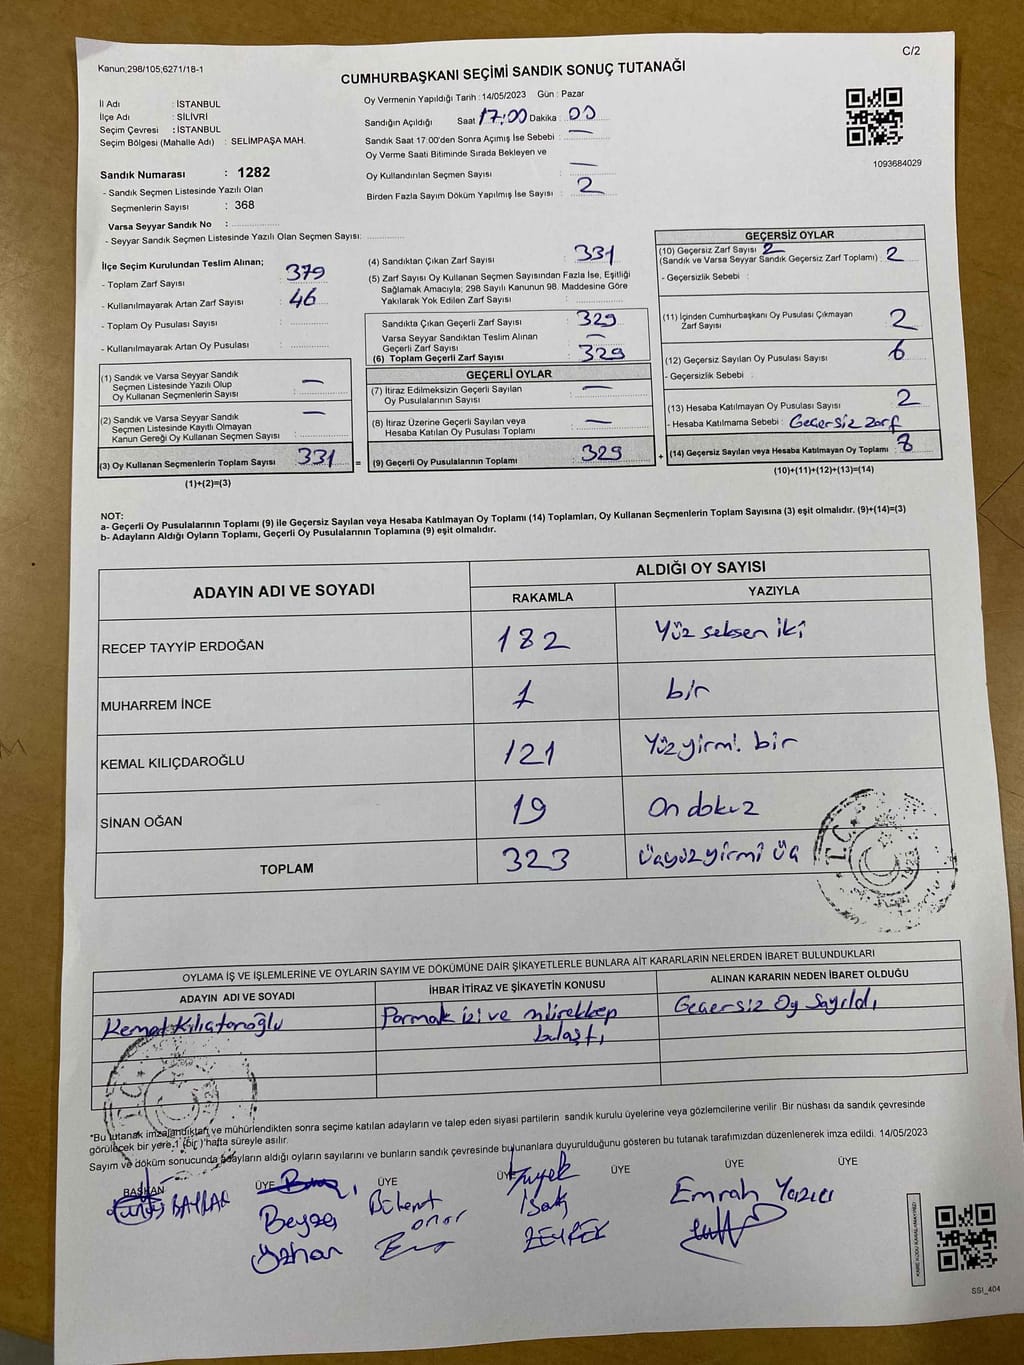 Kanun,298/105,6271/18-1
C/2
CUMHURBAŞKANI SEÇİMİ SANDIK SONUÇ TUTANAĞI
İl Adı : İSTANBUL
İlçe Adı : SİLİVRİ
Seçim Çevresi : İSTANBUL
Seçim Bölgesi (Mahalle Adı) : SELİMPAŞA MAH.
Oy Vermenin Yapıldığı Tarih : 14/05/2023 Gün : Pazar
Sandığın Açıldığı Saat 17:00 Dakika : 00
Sandık Saat 17:00'den Sonra Açımış İse Sebebi : —
Oy Verme Saati Bitiminde Sırada Bekleyen ve
Oy Kullandırılan Seçmen Sayısı : —
Birden Fazla Sayım Döküm Yapılmış İse Sayısı : 2
1093684029
Sandık Numarası : 1282
- Sandık Seçmen Listesinde Yazılı Olan
Seçmenlerin Sayısı : 368
Varsa Seyyar Sandık No :
- Seyyar Sandık Seçmen Listesinde Yazılı Olan Seçmen Sayısı:
İlçe Seçim Kurulundan Teslim Alınan;
- Toplam Zarf Sayısı : 379
- Kullanılmayarak Artan Zarf Sayısı : 46
- Toplam Oy Pusulası Sayısı :
- Kullanılmayarak Artan Oy Pusulası :
(1) Sandık ve Varsa Seyyar Sandık
Seçmen Listesinde Yazılı Olup
Oy Kullanan Seçmenlerin Sayısı : —
(2) Sandık ve Varsa Seyyar Sandık
Seçmen Listesinde Kayıtlı Olmayan
Kanun Gereği Oy Kullanan Seçmen Sayısı : —
(3) Oy Kullanan Seçmenlerin Toplam Sayısı : 331 =
(1)+(2)=(3)
(4) Sandıktan Çıkan Zarf Sayısı : 331
(5) Zarf Sayısı Oy Kullanan Seçmen Sayısından Fazla İse, Eşitliği
Sağlamak Amacıyla; 298 Sayılı Kanunun 98. Maddesine Göre
Yakılarak Yok Edilen Zarf Sayısı :
Sandıkta Çıkan Geçerli Zarf Sayısı : 329
Varsa Seyyar Sandıktan Teslim Alınan
Geçerli Zarf Sayısı : —
(6) Toplam Geçerli Zarf Sayısı : 329
GEÇERLİ OYLAR
(7) İtiraz Edilmeksizin Geçerli Sayılan
Oy Pusulalarının Sayısı : —
(8) İtiraz Üzerine Geçerli Sayılan veya
Hesaba Katılan Oy Pusulası Toplamı : —
(9) Geçerli Oy Pusulalarının Toplamı : 329 +
GEÇERSİZ OYLAR
(10) Geçersiz Zarf Sayısı 2
(Sandık ve Varsa Seyyar Sandık Geçersiz Zarf Toplamı) : 2
- Geçersizlik Sebebi :
(11) İçinden Cumhurbaşkanı Oy Pusulası Çıkmayan
Zarf Sayısı : 2
(12) Geçersiz Sayılan Oy Pusulası Sayısı : 6
- Geçersizlik Sebebi :
(13) Hesaba Katılmayan Oy Pusulası Sayısı : 2
- Hesaba Katılmama Sebebi : Geçersiz zarf
(14) Geçersiz Sayılan veya Hesaba Katılmayan Oy Toplamı : 8
(10)+(11)+(12)+(13)=(14)
NOT:
a- Geçerli Oy Pusulalarının Toplamı (9) ile Geçersiz Sayılan veya Hesaba Katılmayan Oy Toplamı (14) Toplamları, Oy Kullanan Seçmenlerin Toplam Sayısına (3) eşit olmalıdır. (9)+(14)=(3)
b- Adayların Aldığı Oyların Toplamı, Geçerli Oy Pusulalarının Toplamına (9) eşit olmalıdır.
ADAYIN ADI VE SOYADI
ALDIĞI OY SAYISI
RAKAMLA YAZIYLA
RECEP TAYYİP ERDOĞAN 182 Yüz seksen iki
MUHARREM İNCE 1 bir
KEMAL KILIÇDAROĞLU 121 Yüzyirmi bir
SİNAN OĞAN 19 On dokuz
TOPLAM 323 Üçyüzyirmi üç
T.C.
1923
OYLAMA İŞ VE İŞLEMLERİNE VE OYLARIN SAYIM VE DÖKÜMÜNE DAİR ŞİKAYETLERLE BUNLARA AİT KARARLARIN NELERDEN İBARET BULUNDUKLARI
ADAYIN ADI VE SOYADI
İHBAR İTİRAZ VE ŞİKAYETİN KONUSU
ALINAN KARARIN NEDEN İBARET OLDUĞU
Kemal Kılıçtaroğlu Parmak izi ve mürekkep Geçersiz Oy Sayıldı,
bulaştı,
T.C.
*Bu tutanak imzalandıktan ve mühürlendikten sonra seçime katılan adayların ve talep eden siyasi partilerin sandık kurulu üyelerine veya gözlemcilerine verilir. Bir nüshası da sandık çevresinde
görülecek bir yere 1 (bir) hafta süreyle asılır.
Sayım ve döküm sonucunda adayların aldığı oyların sayılarını ve bunların sandık çevresinde bulunanlara duyurulduğunu gösteren bu tutanak tarafımızdan düzenlenerek imza edildi. 14/05/2023
BAŞKAN ÜYE ÜYE ÜYE ÜYE ÜYE ÜYE
BAYRAK
Beyza
Özhan
Bülent
onar
İshak
ZEYREK
Emrah Yazıcı
SSI_404